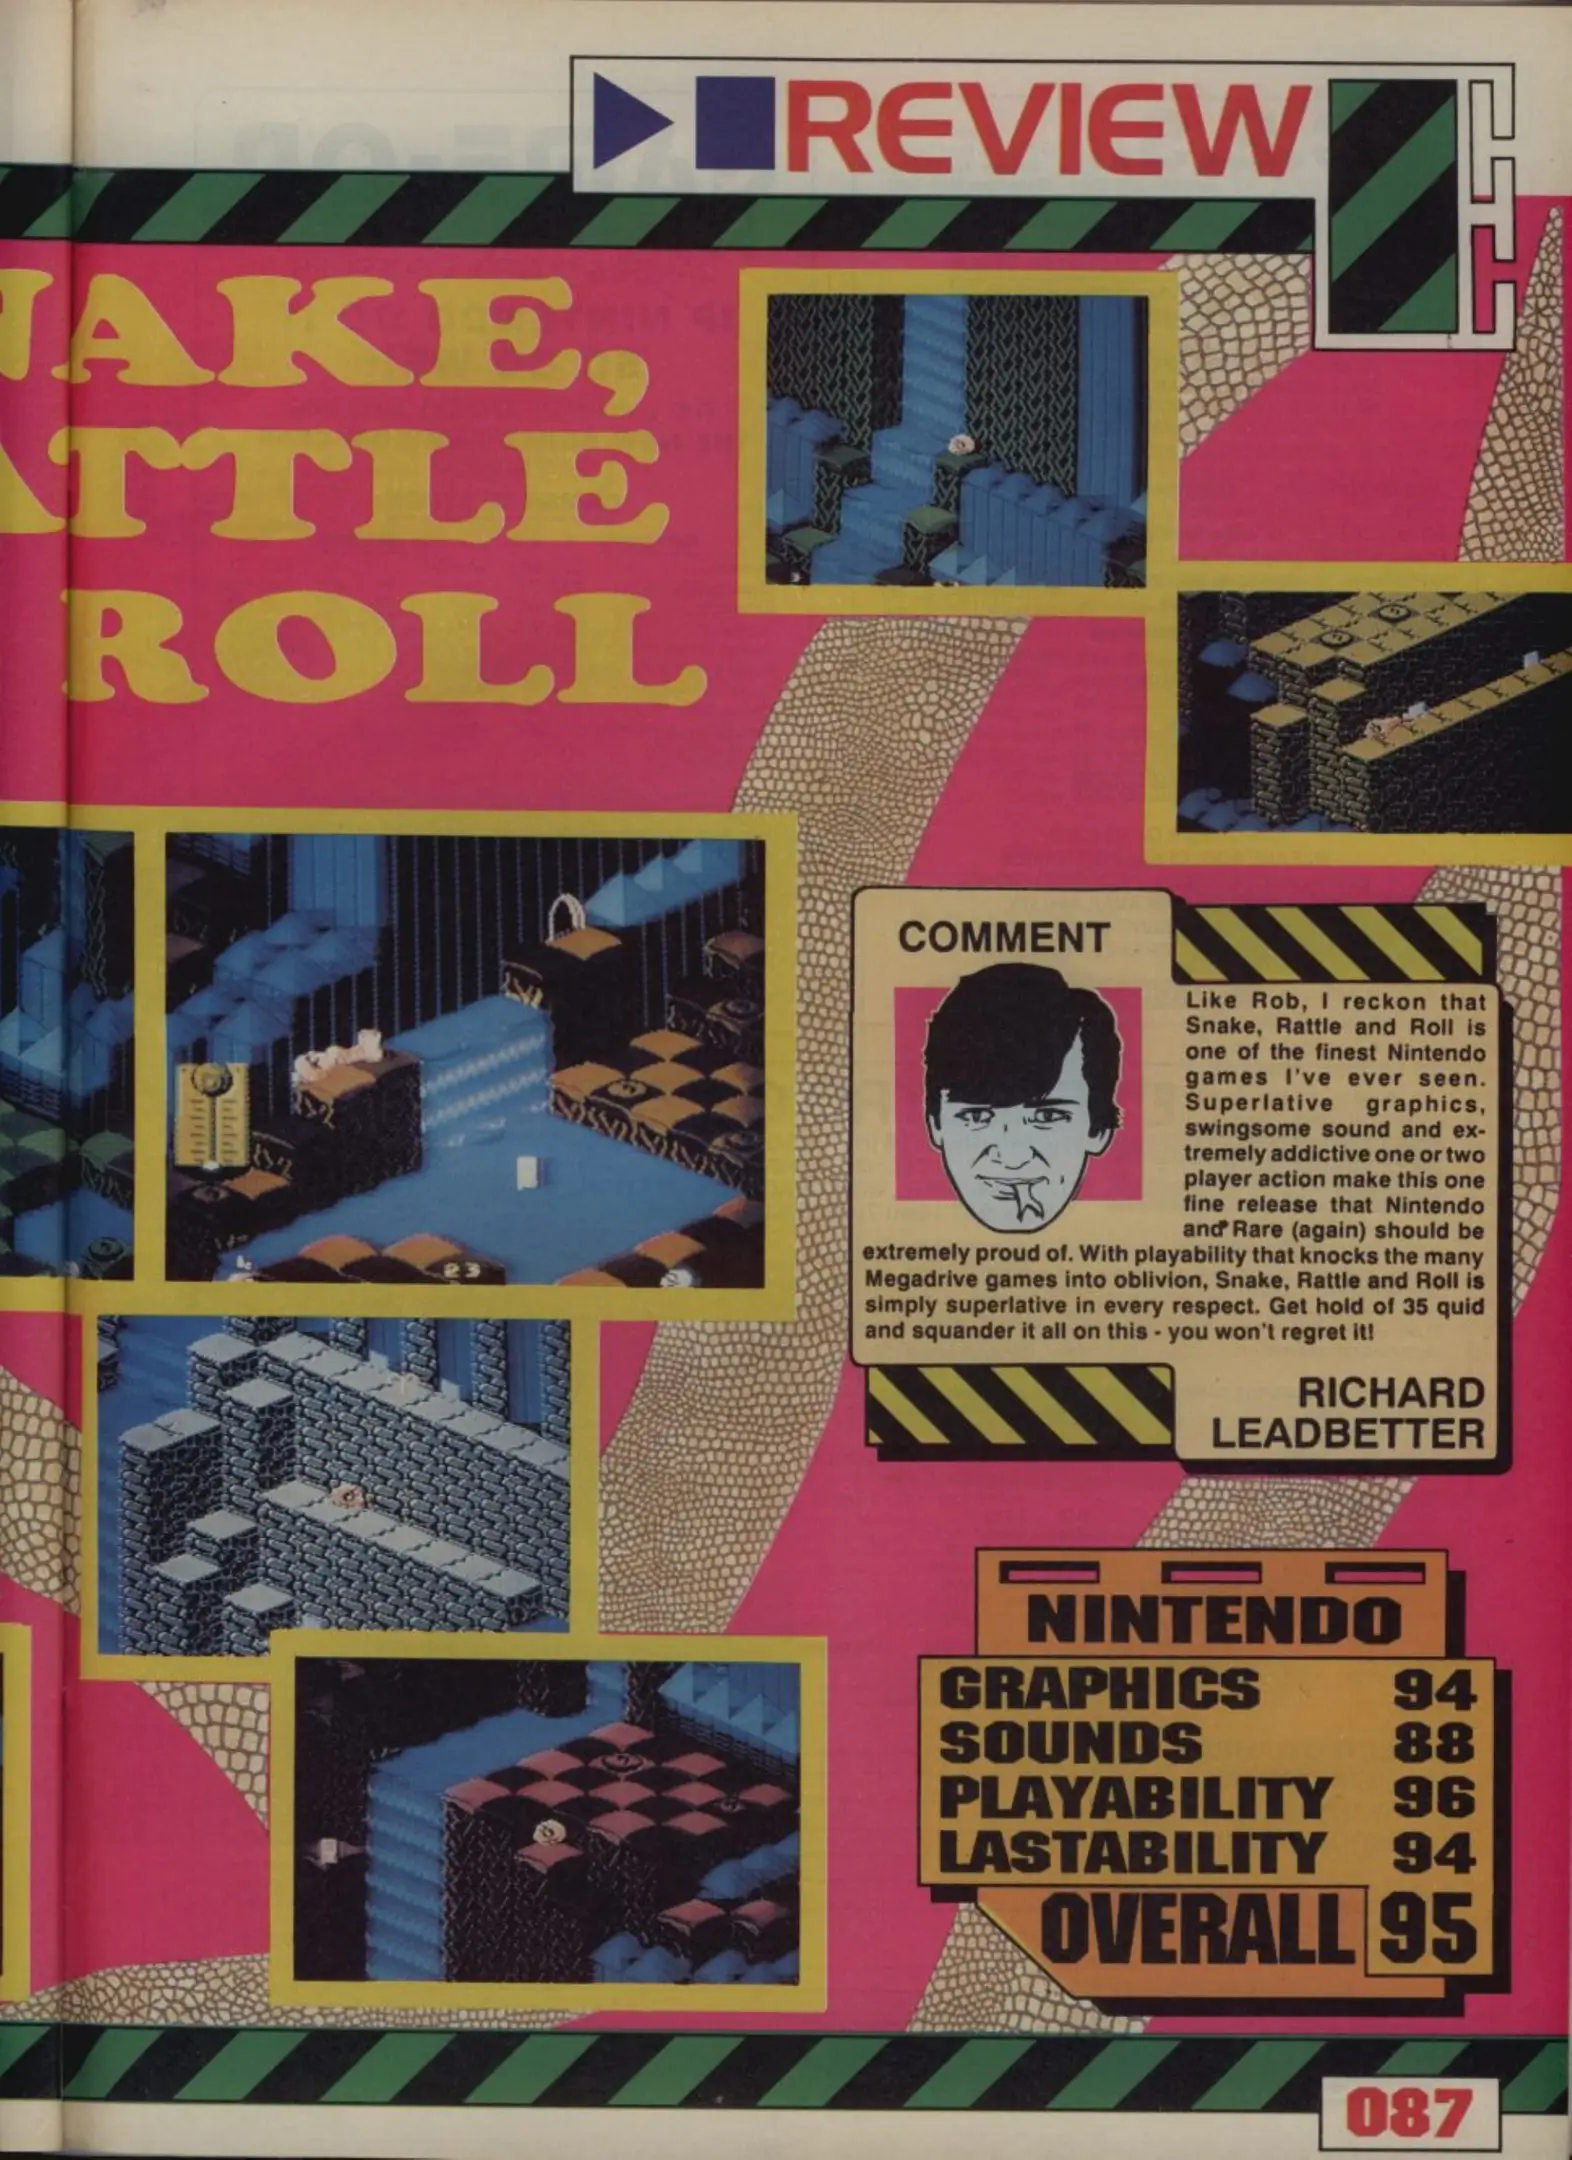 REVIEW
NAKE,
ATTLE
ROLL
23
COMMENT
Like Rob, I reckon that
Snake, Rattle and Roll is
one of the finest Nintendo
games I've ever seen.
Superlative graphics,
swingsome sound and ex-
tremely addictive one or two
player action make this one
fine release that Nintendo
and Rare (again) should be
extremely proud of. With playability that knocks the many
Megadrive games into oblivion, Snake, Rattle and Roll is
simply superlative in every respect. Get hold of 35 quid
and squander it all on this - you won't regret it!
RICHARD
LEADBETTER
NINTENDO
GRAPHICS 94
SOUNDS 88
PLAYABILITY 96
LASTABILITY 94
OVERALL 95
087